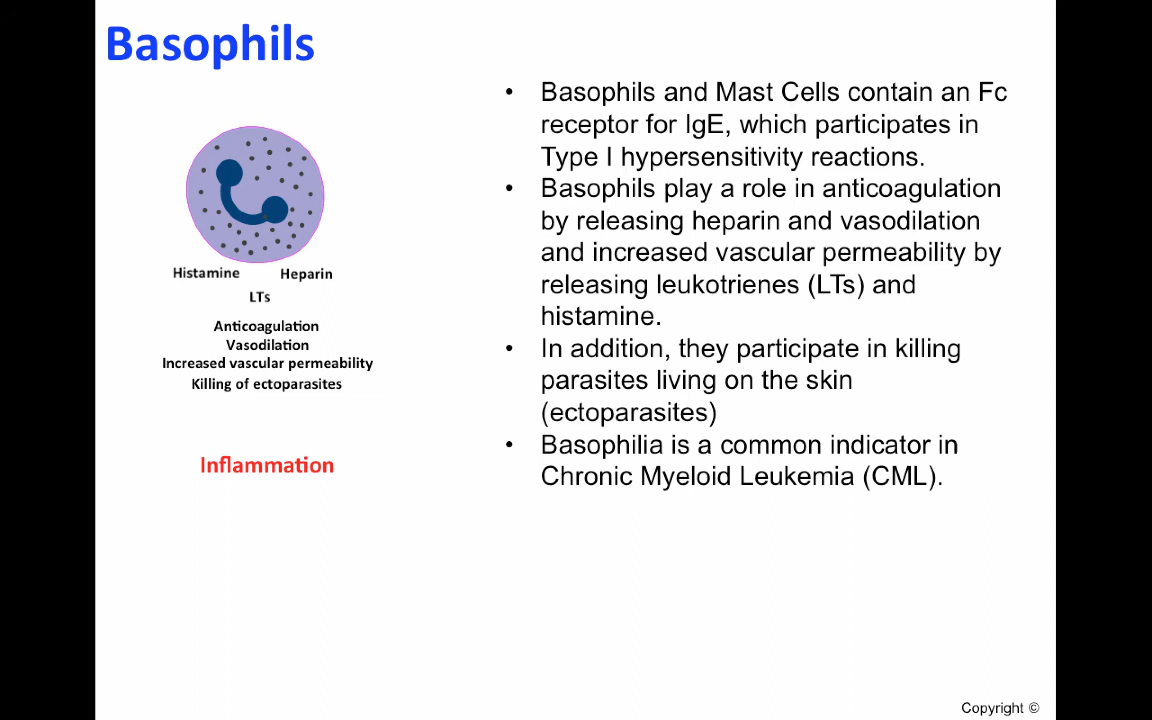 Basophils
Histamine
Heparin
LTs
Anticoagulation
Vasodilation
Increased vascular permeability
Killing of ectoparasites
Inflammation
• Basophils and Mast Cells contain an Fc
receptor for IgE, which participates in
Type I hypersensitivity reactions.
• Basophils play a role in anticoagulation
by releasing heparin and vasodilation
and increased vascular permeability by
releasing leukotrienes (LTs) and
histamine.
• In addition, they participate in killing
parasites living on the skin
(ectoparasites)
• Basophilia is a common indicator in
Chronic Myeloid Leukemia (CML).
Copyright ©